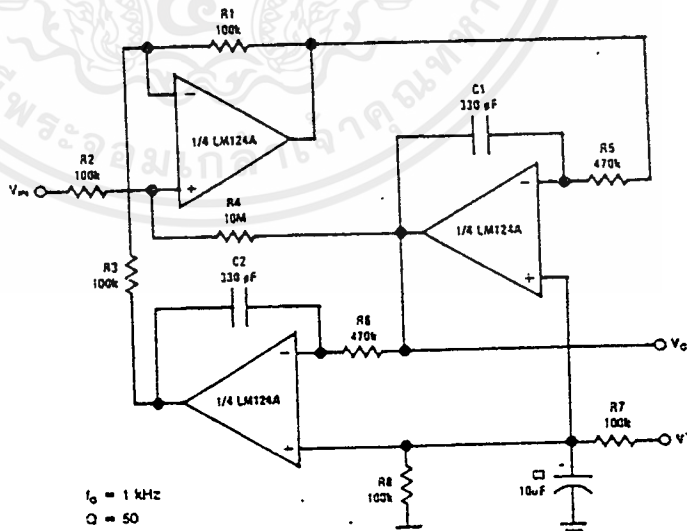 R1
100k
C1
330 pF
R5
470k
1/4 LM124A
R2
100k
VIN
R4
10M
1/4 LM124A
R3
100k
C2
330 pF
R6
470k
1/4 LM124A
R7
100k
V+
R8
100k
C3
10uF
fo = 1 kHz
Q = 50